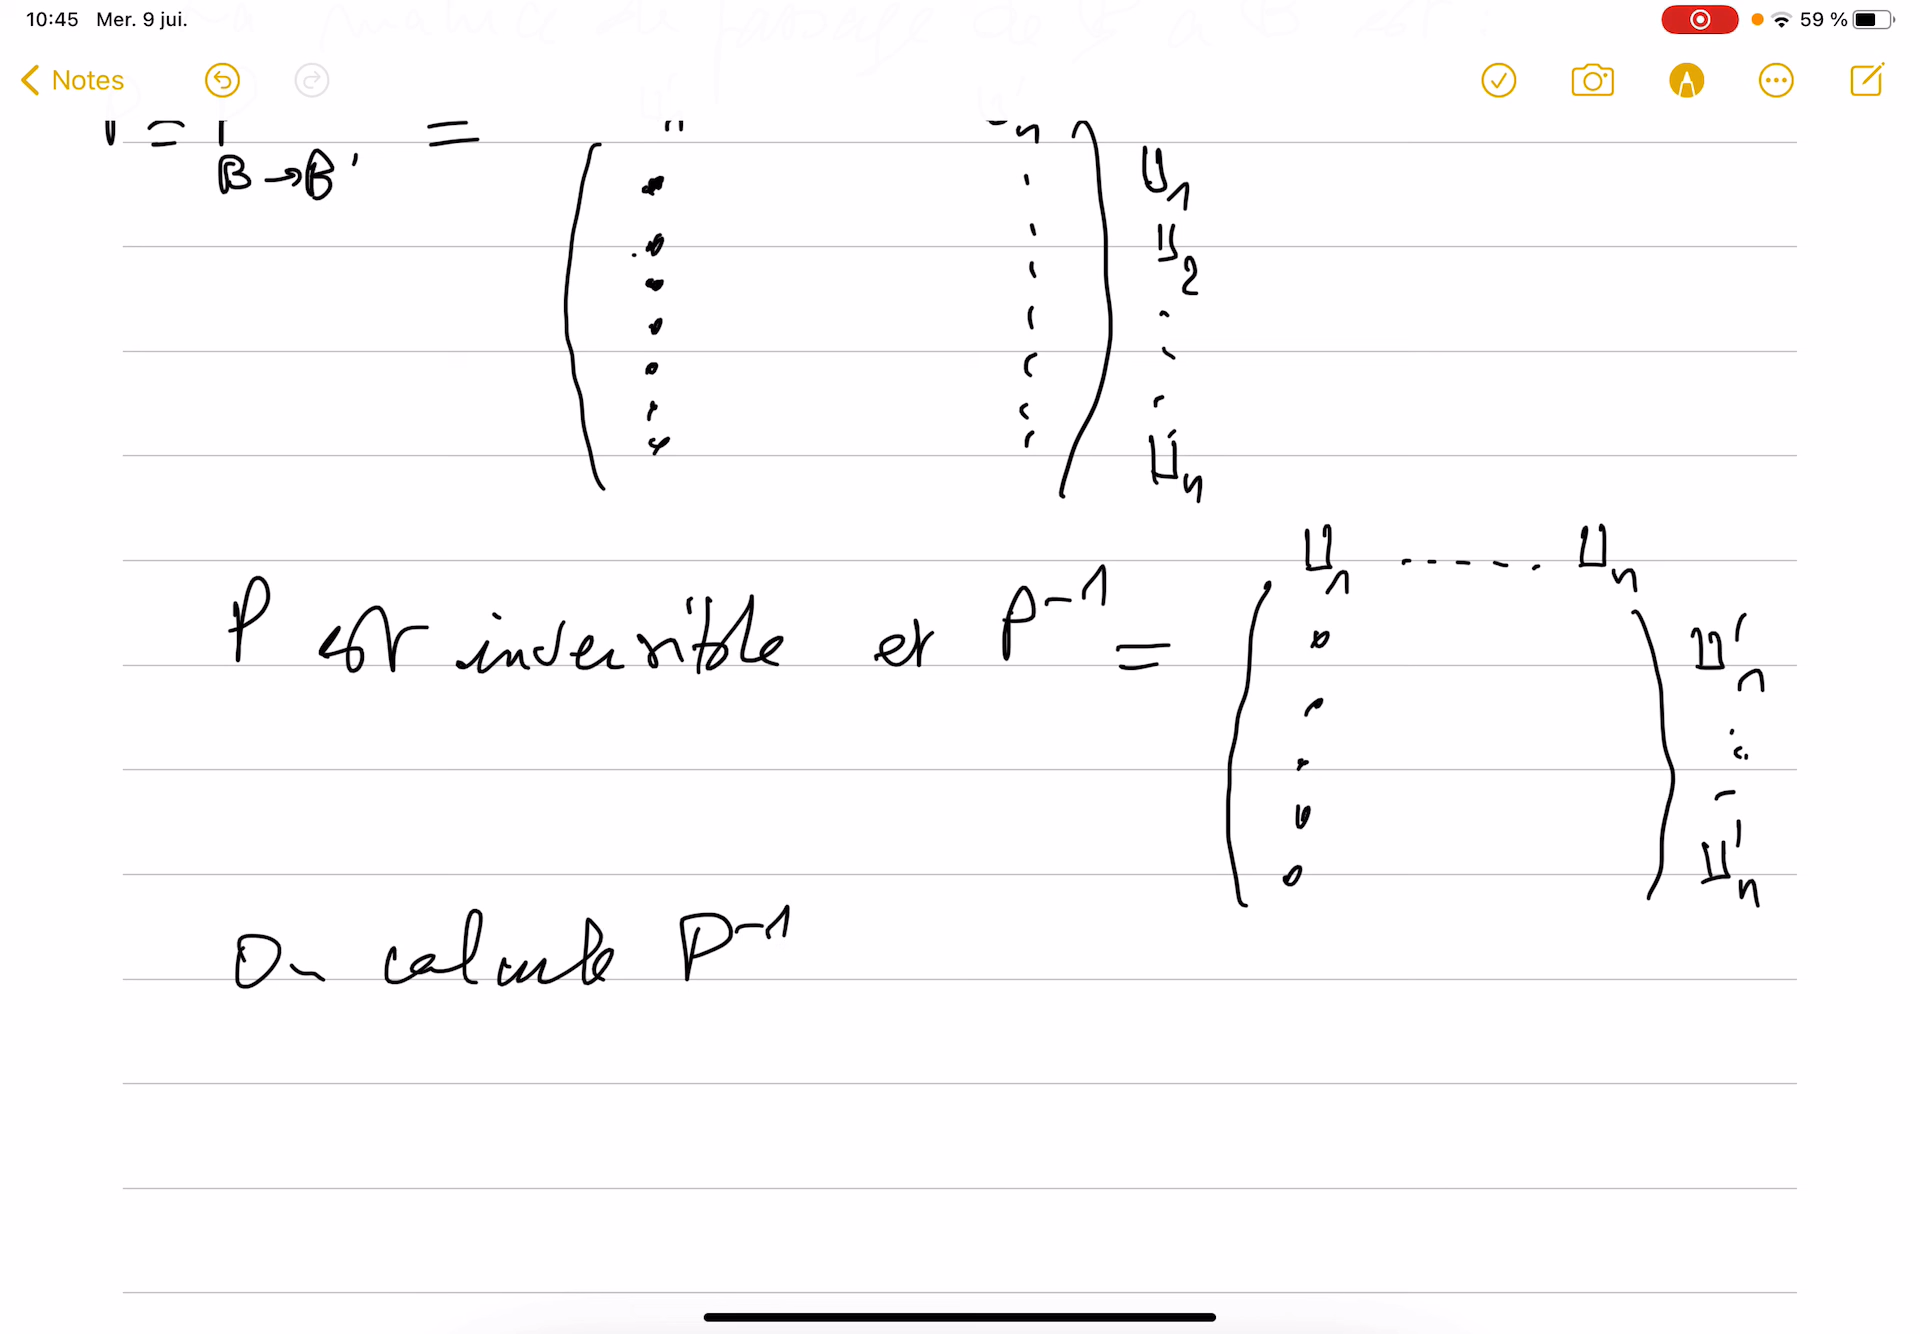 10:45 Mer. 9 jui. 59 %
Notes
P = P B→B' =
U1
U2
Un
U1 ------ Un
P est inversible et P-1 =
U'1
U'n
On calcule P-1